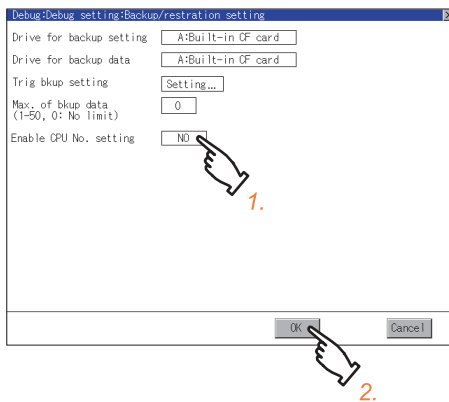 Debug:Debug setting:Backup/restration setting
Drive for backup setting A:Built-in CF card
Drive for backup data A:Built-in CF card
Trig bkup setting Setting...
Max. of bkup data 0
(1-50, 0: No limit)
Enable CPU No. setting NO
1.
OK Cancel
2.